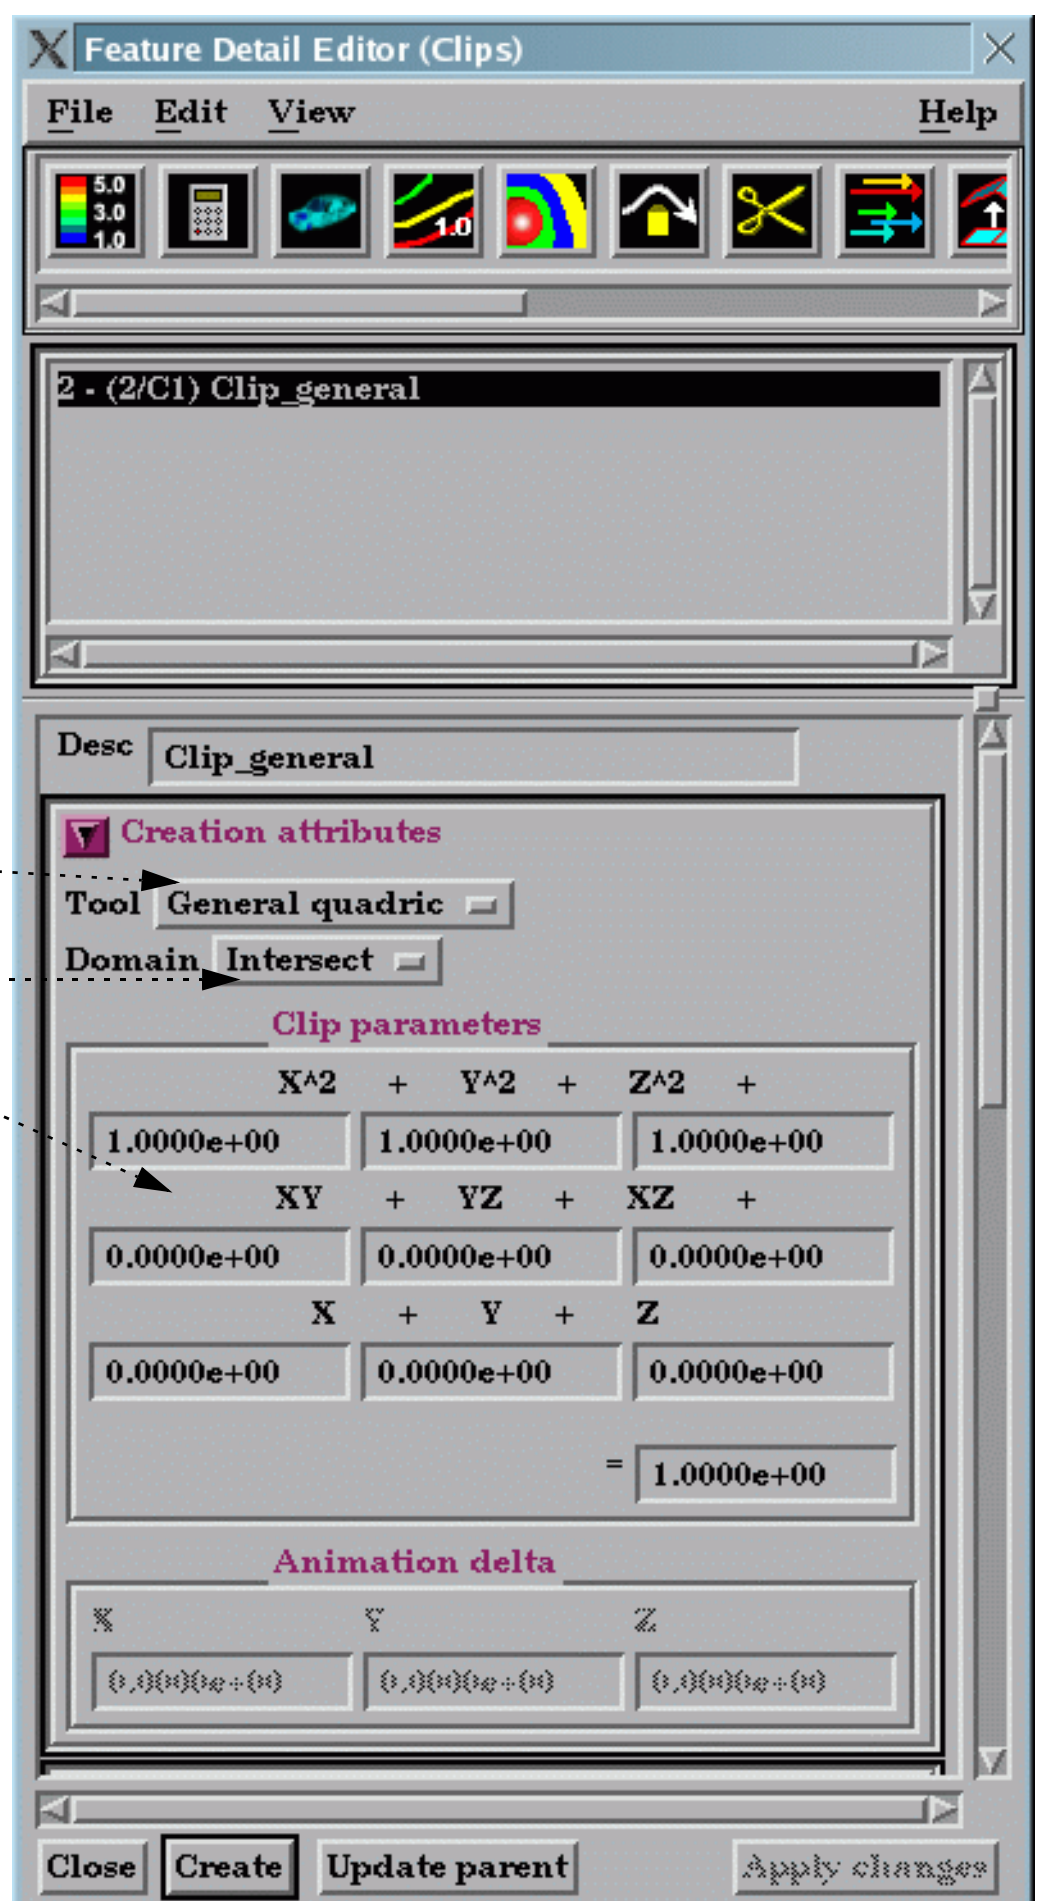 Feature Detail Editor (Clips)
File Edit View Help
5.0
3.0
1.0
1.0
2 - (2/C1) Clip_general
Desc Clip_general
Creation attributes
Tool General quadric
Domain Intersect
Clip parameters
X^2 + Y^2 + Z^2 +
1.0000e+00 1.0000e+00 1.0000e+00
XY + YZ + XZ +
0.0000e+00 0.0000e+00 0.0000e+00
X + Y + Z
0.0000e+00 0.0000e+00 0.0000e+00
= 1.0000e+00
Animation delta
X Y Z
0.0000e+00 0.0000e+00 0.0000e+00
Close Create Update parent Apply changes